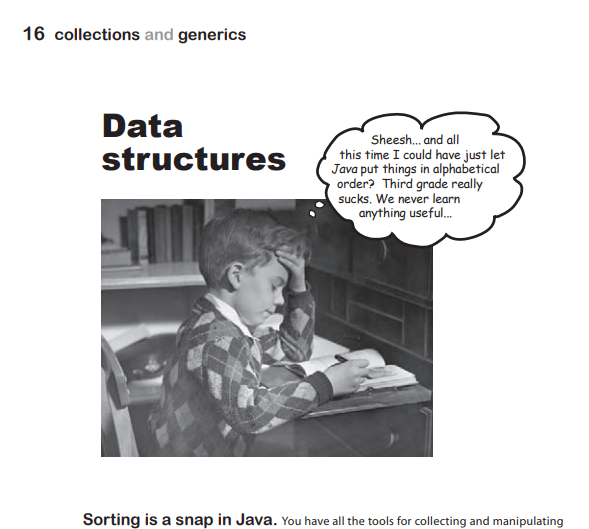 16 collections and generics
Data
structures
Sheesh... and all
this time I could have just let
Java put things in alphabetical
order? Third grade really
sucks. We never learn
anything useful...
Sorting is a snap in Java. You have all the tools for collecting and manipulating